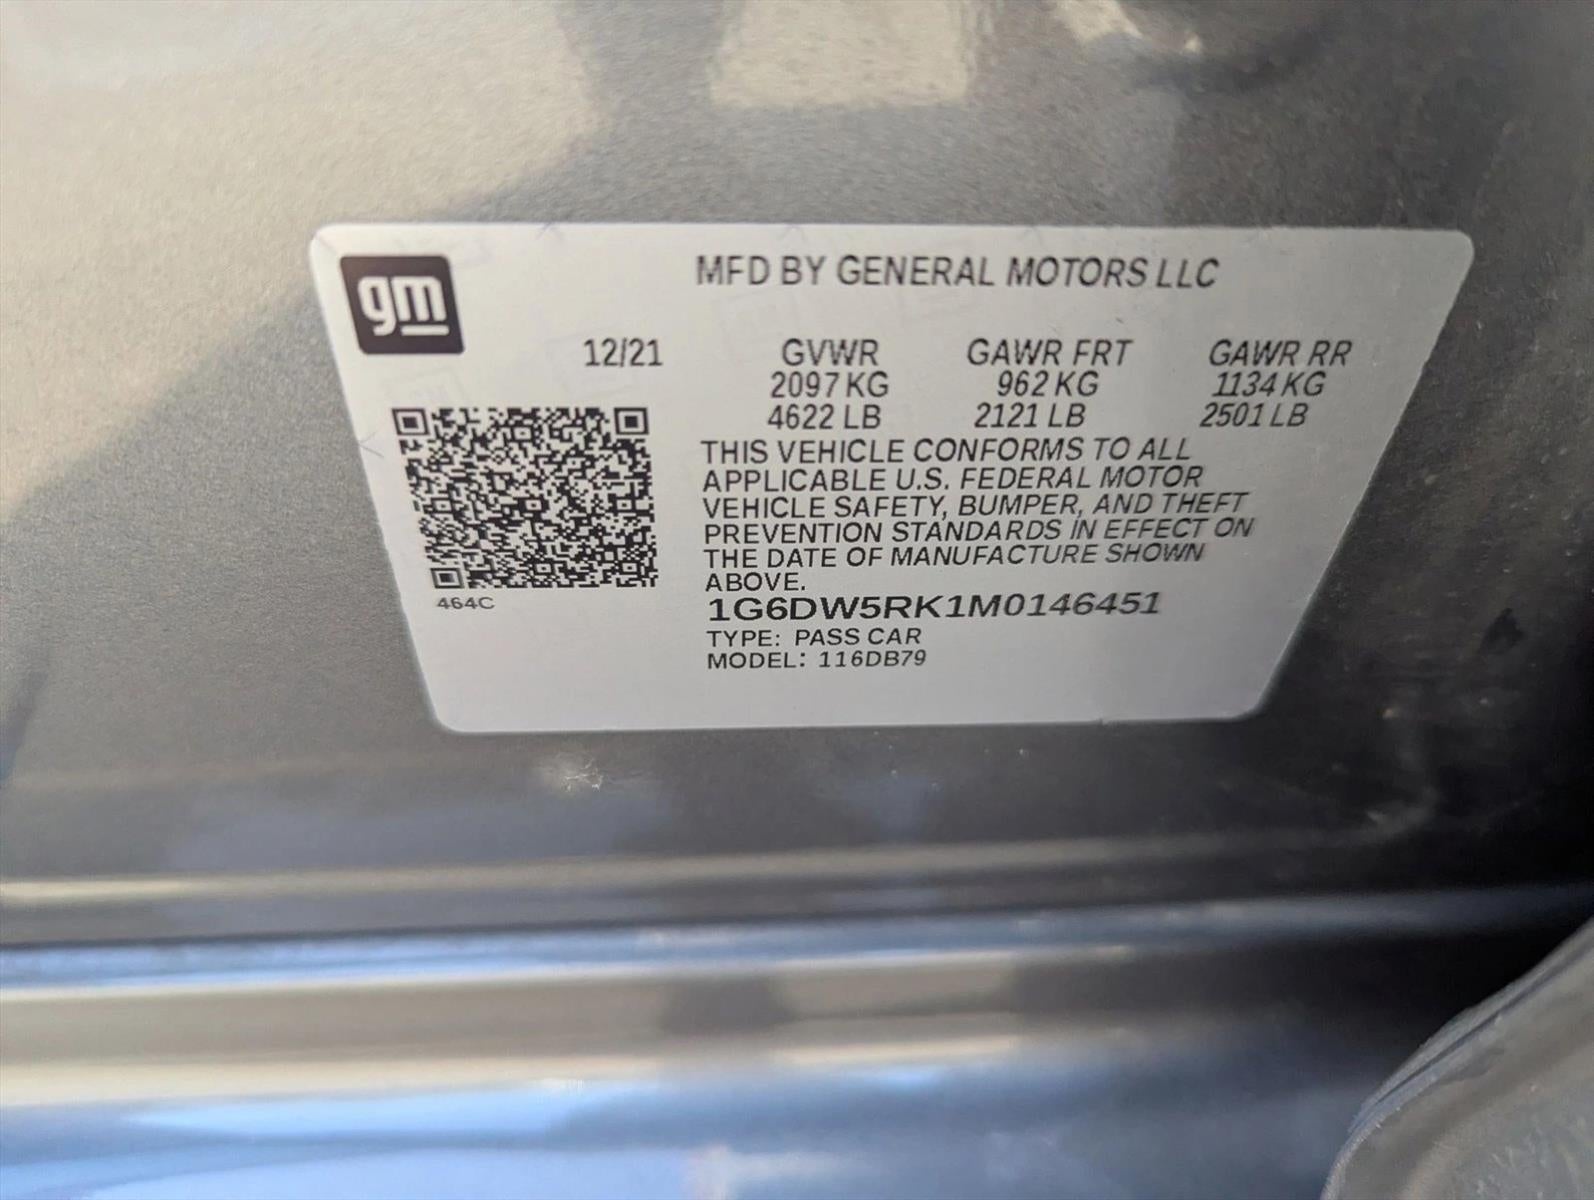 gm
MFD BY GENERAL MOTORS LLC
12/21 GVWR GAWR FRT GAWR RR
2097 KG 962 KG 1134 KG
4622 LB 2121 LB 2501 LB
THIS VEHICLE CONFORMS TO ALL
APPLICABLE U.S. FEDERAL MOTOR
VEHICLE SAFETY, BUMPER, AND THEFT
PREVENTION STANDARDS IN EFFECT ON
THE DATE OF MANUFACTURE SHOWN
ABOVE.
464C
1G6DW5RK1M0146451
TYPE: PASS CAR
MODEL: 116DB79